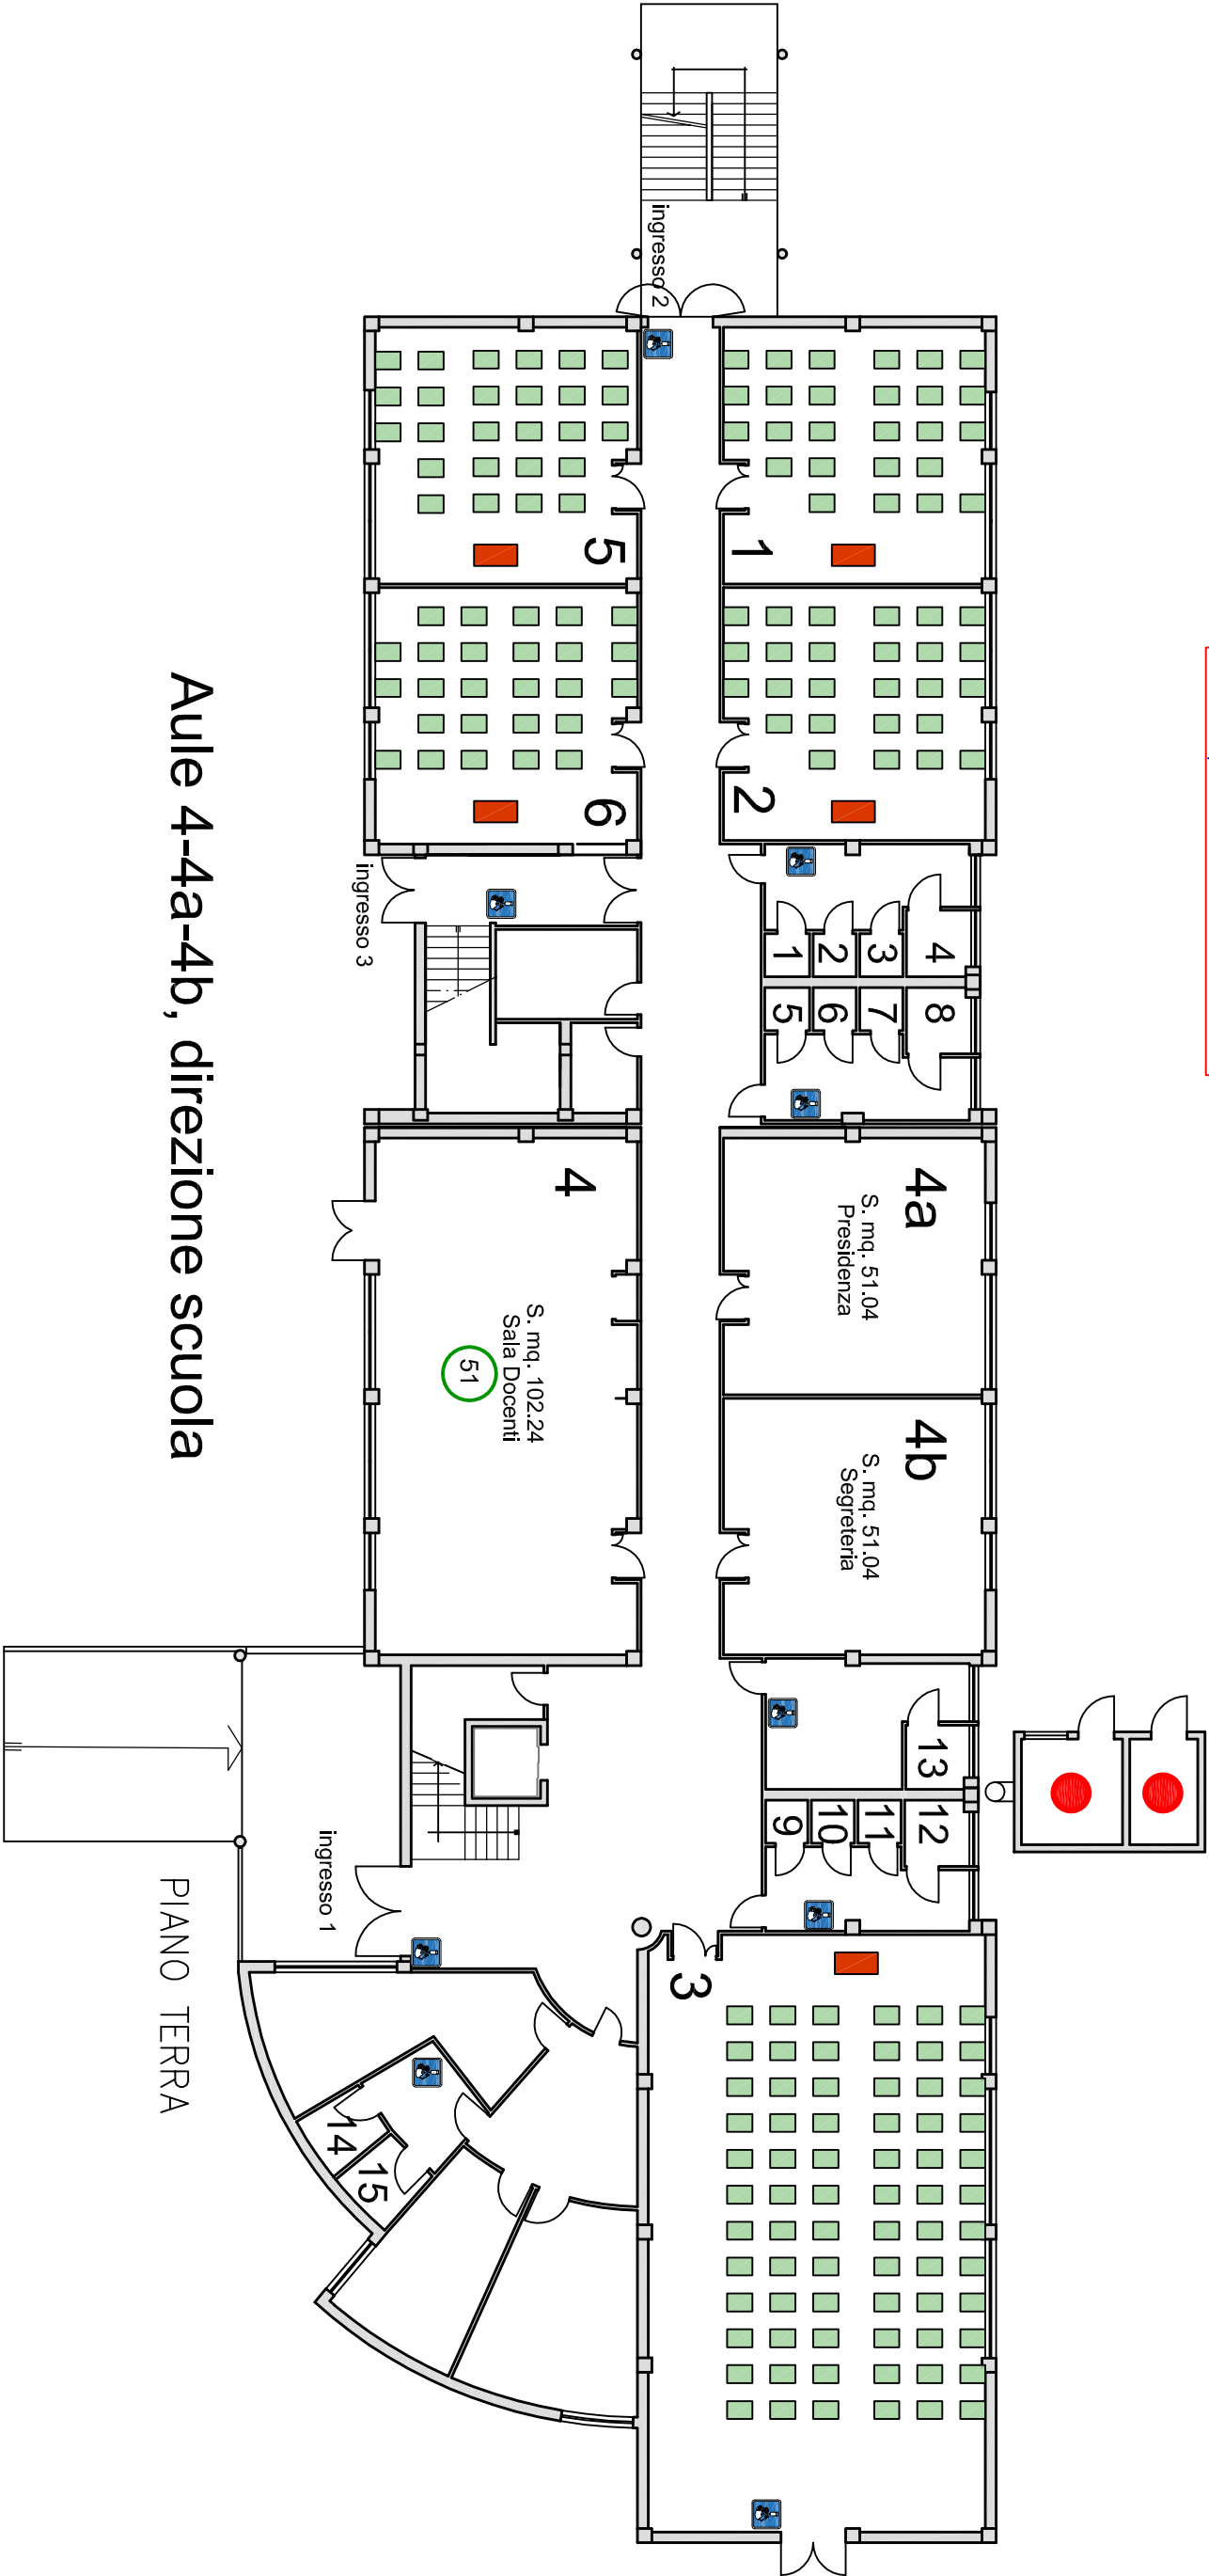 ingresso 2
5
1
6
2
ingresso 3
1
2
3
4
5
6
7
8
4
4a
S. mq. 51.04
Presidenza
S. mq. 102.24
Sala Docenti
51
4b
S. mq. 51.04
Segreteria
13
9
10
11
12
ingresso 1
3
14
15
Aule 4-4a-4b, direzione scuola
PIANO TERRA